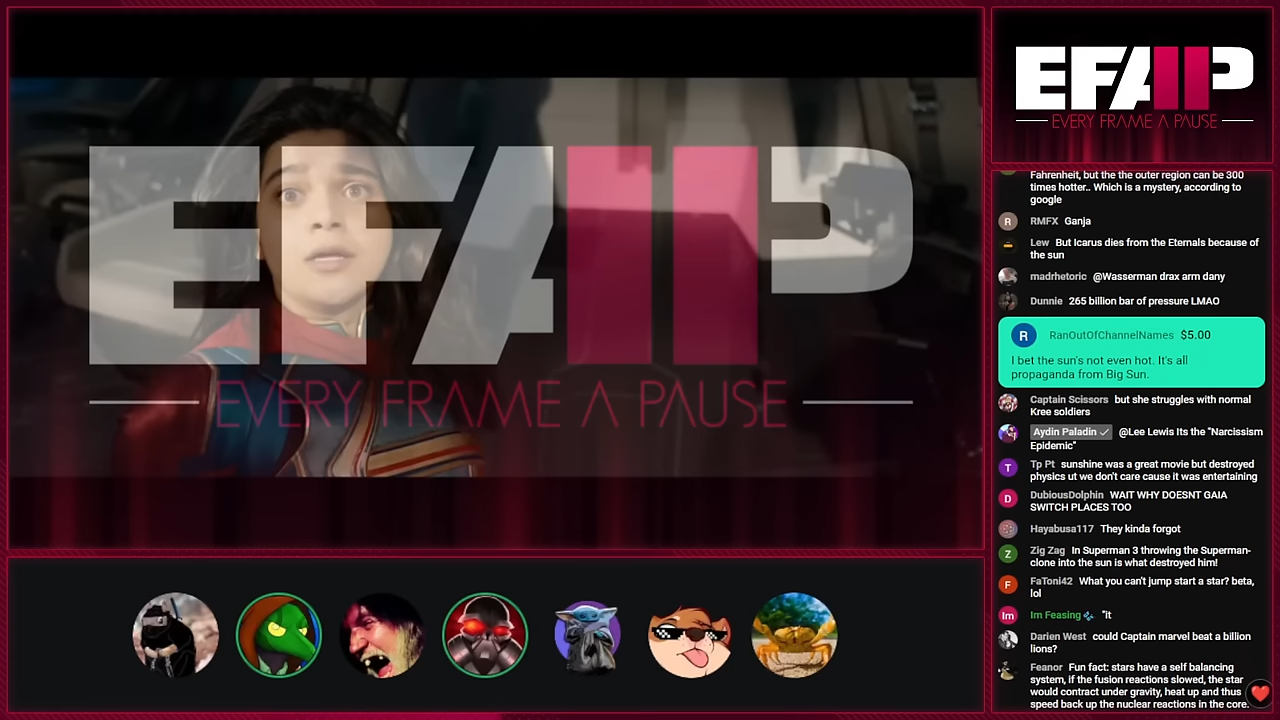 EFAP
EVERY FRAME A PAUSE
EFAP
EVERY FRAME A PAUSE
Fahrenheit, but the the outer region can be 300
times hotter.. Which is a mystery, according to
google
R RMFX Ganja
Lew But Icarus dies from the Eternals because of
the sun
madrhetoric @Wasserman drax arm dany
Dunnie 265 billion bar of pressure LMAO
R RanOutOfChannelNames $5.00
I bet the sun's not even hot. It's all
propaganda from Big Sun.
Captain Scissors but she struggles with normal
Kree soldiers
Aydin Paladin @Lee Lewis Its the "Narcissism
Epidemic"
T Tp Pt sunshine was a great movie but destroyed
physics ut we don't care cause it was entertaining
D DubiousDolphin WAIT WHY DOESNT GAIA
SWITCH PLACES TOO
Hayabusa117 They kinda forgot
Z Zig Zag In Superman 3 throwing the Superman-
clone into the sun is what destroyed him!
F FaToni42 What you can't jump start a star? beta,
lol
Im Im Feasing "it
Darien West could Captain marvel beat a billion
lions?
Feanor Fun fact: stars have a self balancing
system, if the fusion reactions slowed, the star
would contract under gravity, heat up and thus
speed back up the nuclear reactions in the core.